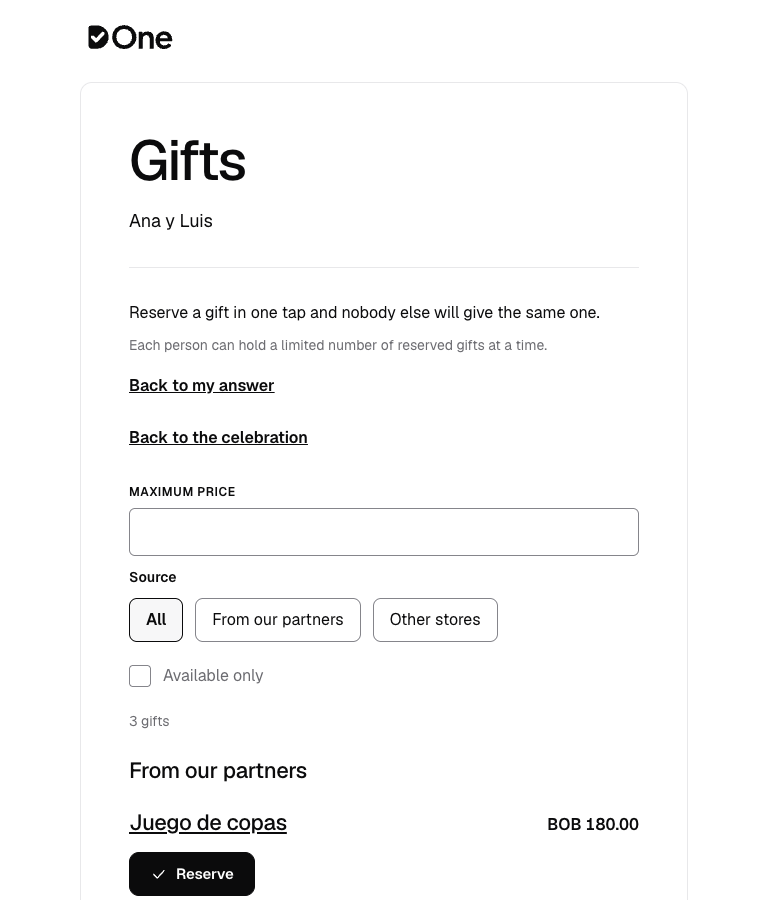 One
Gifts
Ana y Luis
Reserve a gift in one tap and nobody else will give the same one.
Each person can hold a limited number of reserved gifts at a time.
Back to my answer
Back to the celebration
MAXIMUM PRICE
Source
All
From our partners
Other stores
Available only
3 gifts
From our partners
Juego de copas
BOB 180.00
Reserve